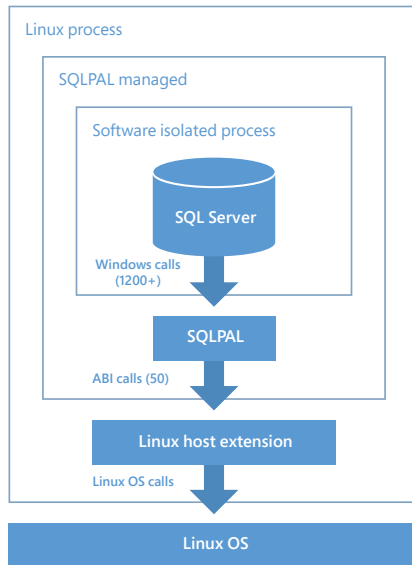 Linux process
SQLPAL managed
Software isolated process
SQL Server
Windows calls
(1200+)
SQLPAL
ABI calls (50)
Linux host extension
Linux OS calls
Linux OS